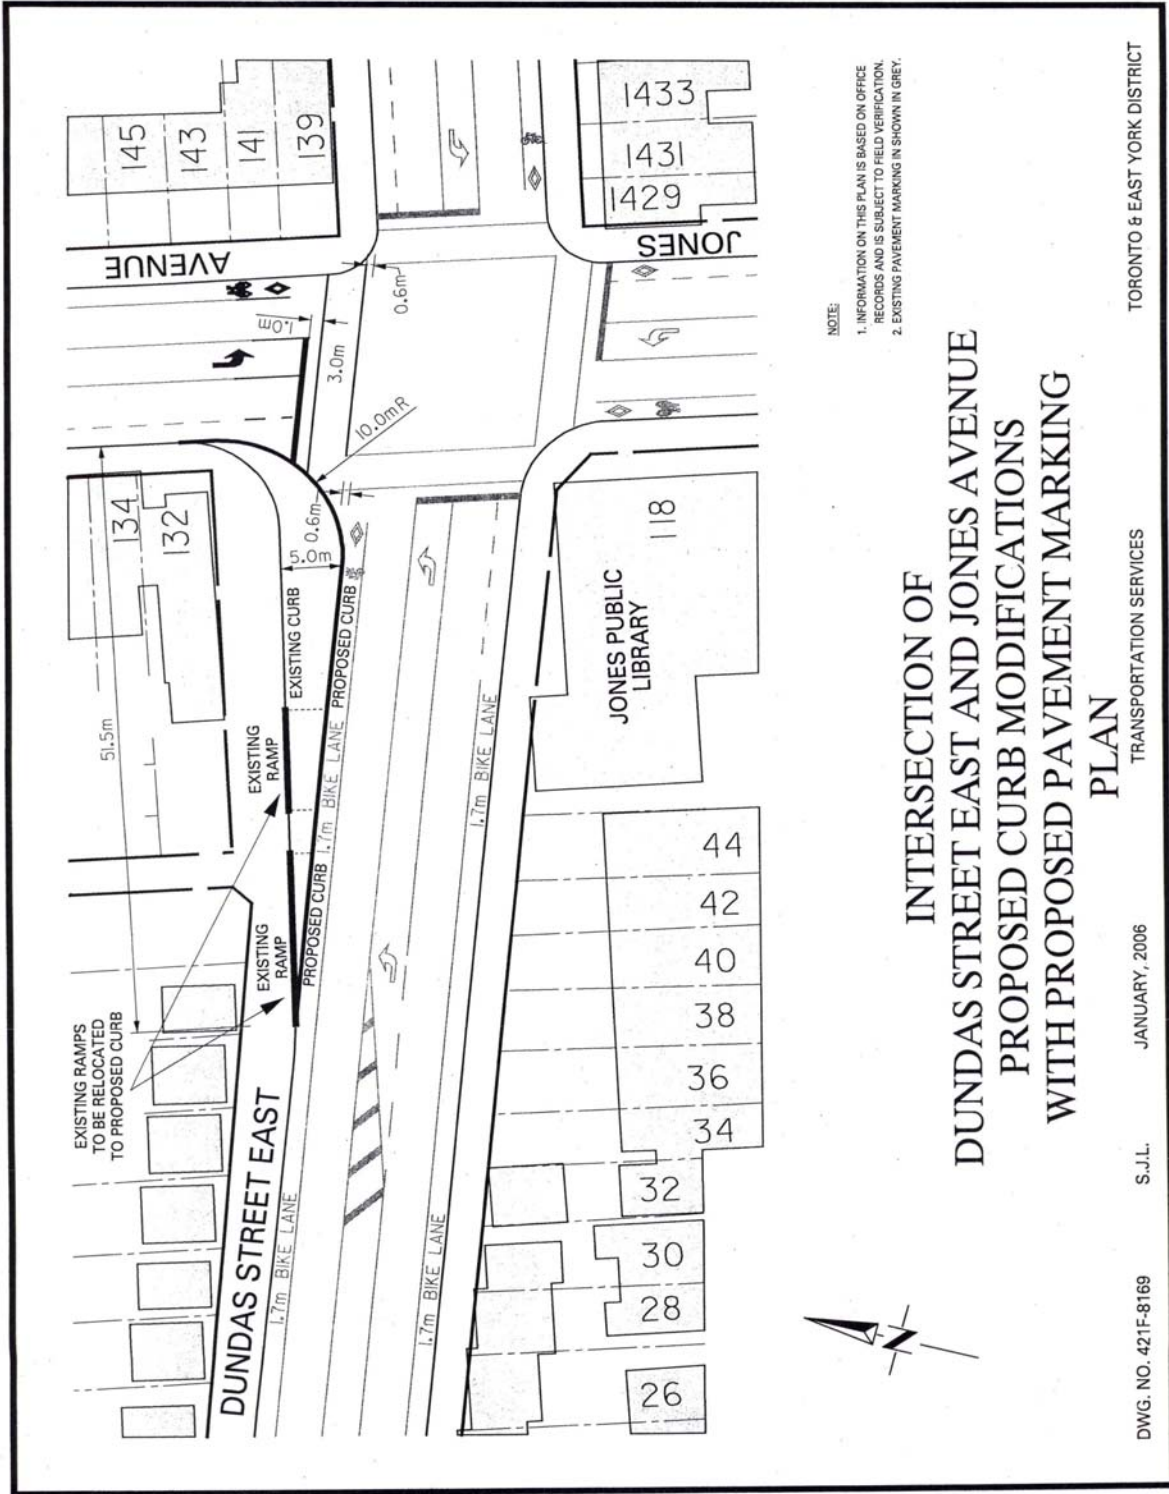 145
143
141
139
AVENUE
1.0m
0.6m
3.0m
10.0mR
1433
1431
1429
JONES
134
132
51.5m
0.6m
5.0m
EXISTING CURB
PROPOSED CURB
EXISTING
RAMP
1.7m BIKE LANE
PROPOSED CURB
EXISTING
RAMP
EXISTING RAMPS
TO BE RELOCATED
TO PROPOSED CURB
DUNDAS STREET EAST
1.7m BIKE LANE
1.7m BIKE LANE
1.7m BIKE LANE
118
JONES PUBLIC
LIBRARY
44
42
40
38
36
34
32
30
28
26
N
NOTE:
1. INFORMATION ON THIS PLAN IS BASED ON OFFICE
RECORDS AND IS SUBJECT TO FIELD VERIFICATION.
2. EXISTING PAVEMENT MARKING IN SHOWN IN GREY.
INTERSECTION OF
DUNDAS STREET EAST AND JONES AVENUE
PROPOSED CURB MODIFICATIONS
WITH PROPOSED PAVEMENT MARKING
PLAN
DWG. NO. 421F-8169 S.J.L. JANUARY, 2006 TRANSPORTATION SERVICES TORONTO & EAST YORK DISTRICT